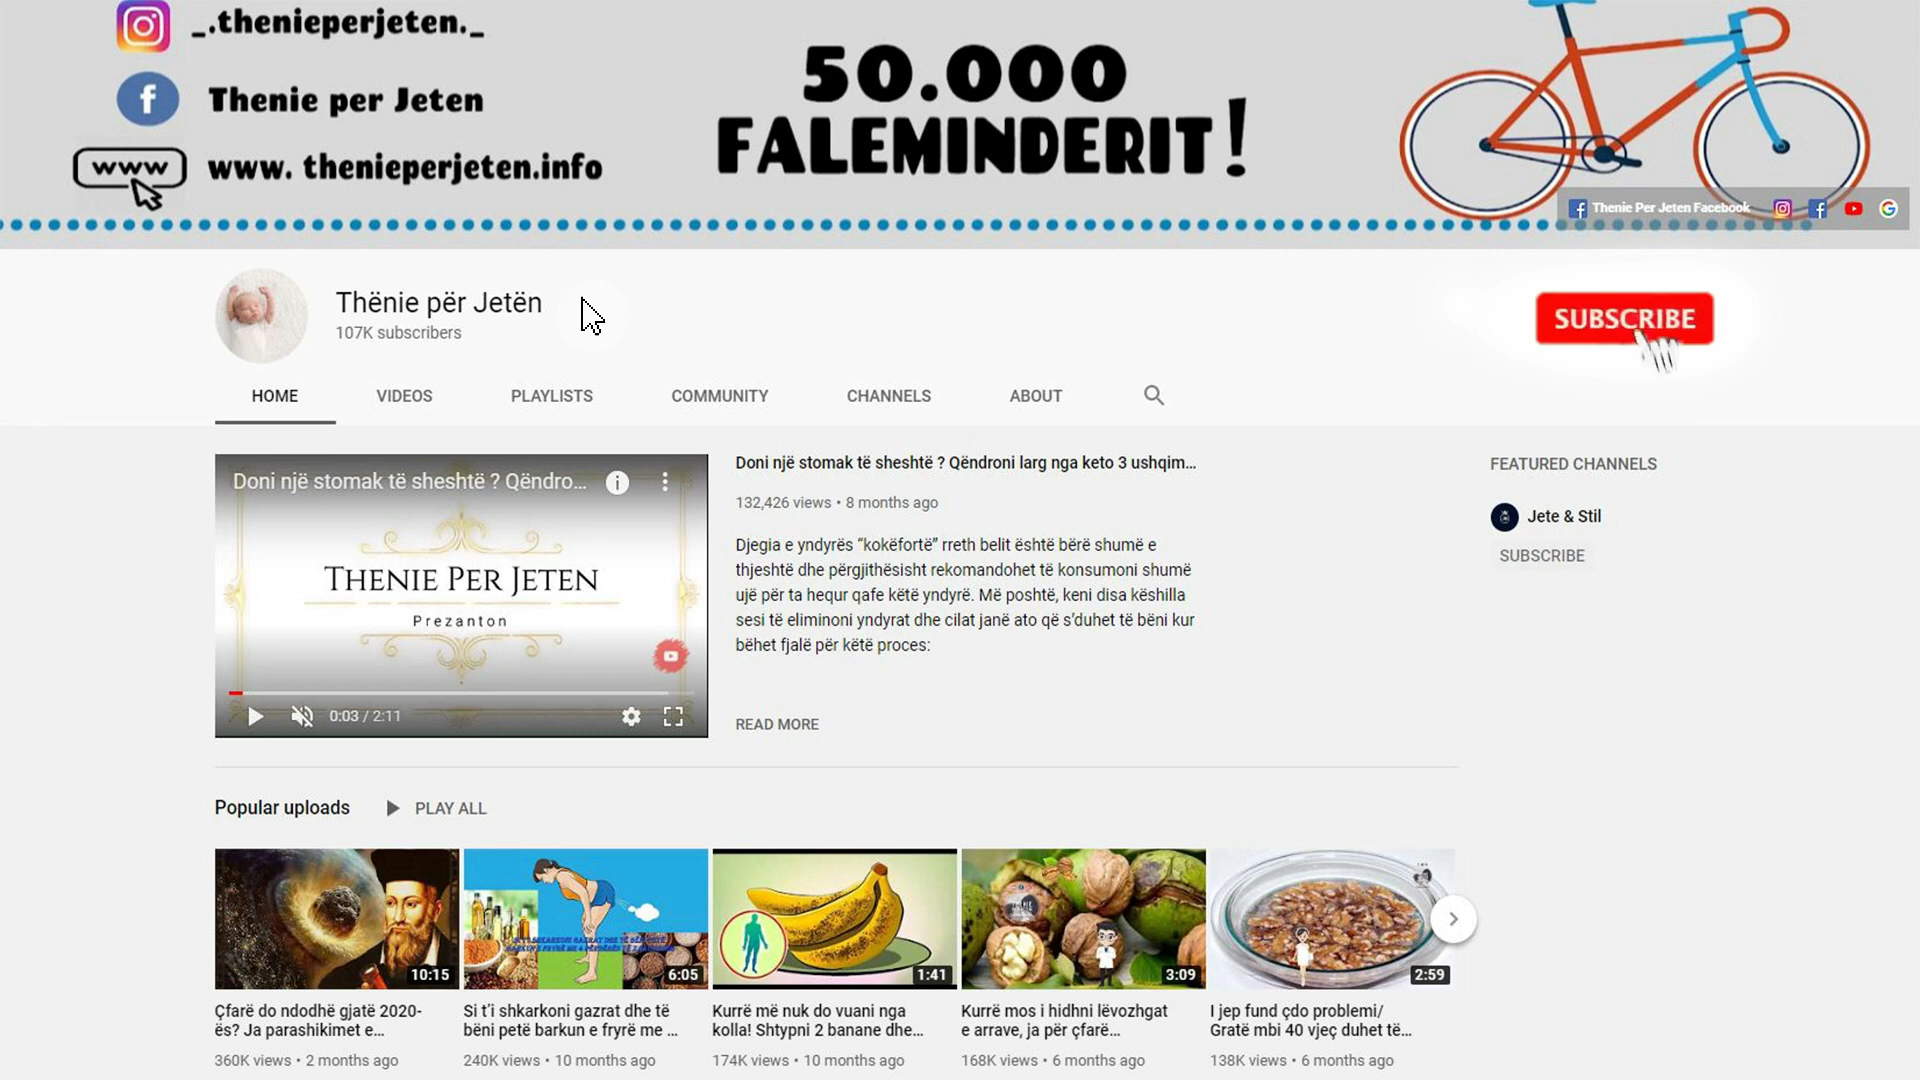 _.thenieperjeten._
Thenie per Jeten
www
www. thenieperjeten.info
50.000
FALEMINDERIT!
Thenie Per Jeten Facebook
Thënie për Jetën
107K subscribers
SUBSCRIBE
HOME
VIDEOS
PLAYLISTS
COMMUNITY
CHANNELS
ABOUT
Doni një stomak të sheshtë ? Qëndro...
THENIE PER JETEN
Prezanton
0:03 / 2:11
Doni një stomak të sheshtë ? Qëndroni larg nga keto 3 ushqim...
132,426 views • 8 months ago
Djegia e yndyrës “kokëfortë” rreth belit është bërë shumë e
thjeshtë dhe përgjithësisht rekomandohet të konsumoni shumë
ujë për ta hequr qafe këtë yndyrë. Më poshtë, keni disa këshilla
sesi të eliminoni yndyrat dhe cilat janë ato që s’duhet të bëni kur
bëhet fjalë për këtë proces:
READ MORE
FEATURED CHANNELS
Jete & Stil
SUBSCRIBE
Popular uploads
PLAY ALL
10:15
6:05
1:41
3:09
2:59
Çfarë do ndodhë gjatë 2020-
ës? Ja parashikimet e...
360K views • 2 months ago
Si t’i shkarkoni gazrat dhe të
bëni petë barkun e fryrë me ...
240K views • 10 months ago
Kurrë më nuk do vuani nga
kolla! Shtypni 2 banane dhe...
174K views • 10 months ago
Kurrë mos i hidhni lëvozhgat
e arrave, ja për çfarë...
168K views • 6 months ago
I jep fund çdo problemi/
Gratë mbi 40 vjeç duhet të...
138K views • 6 months ago